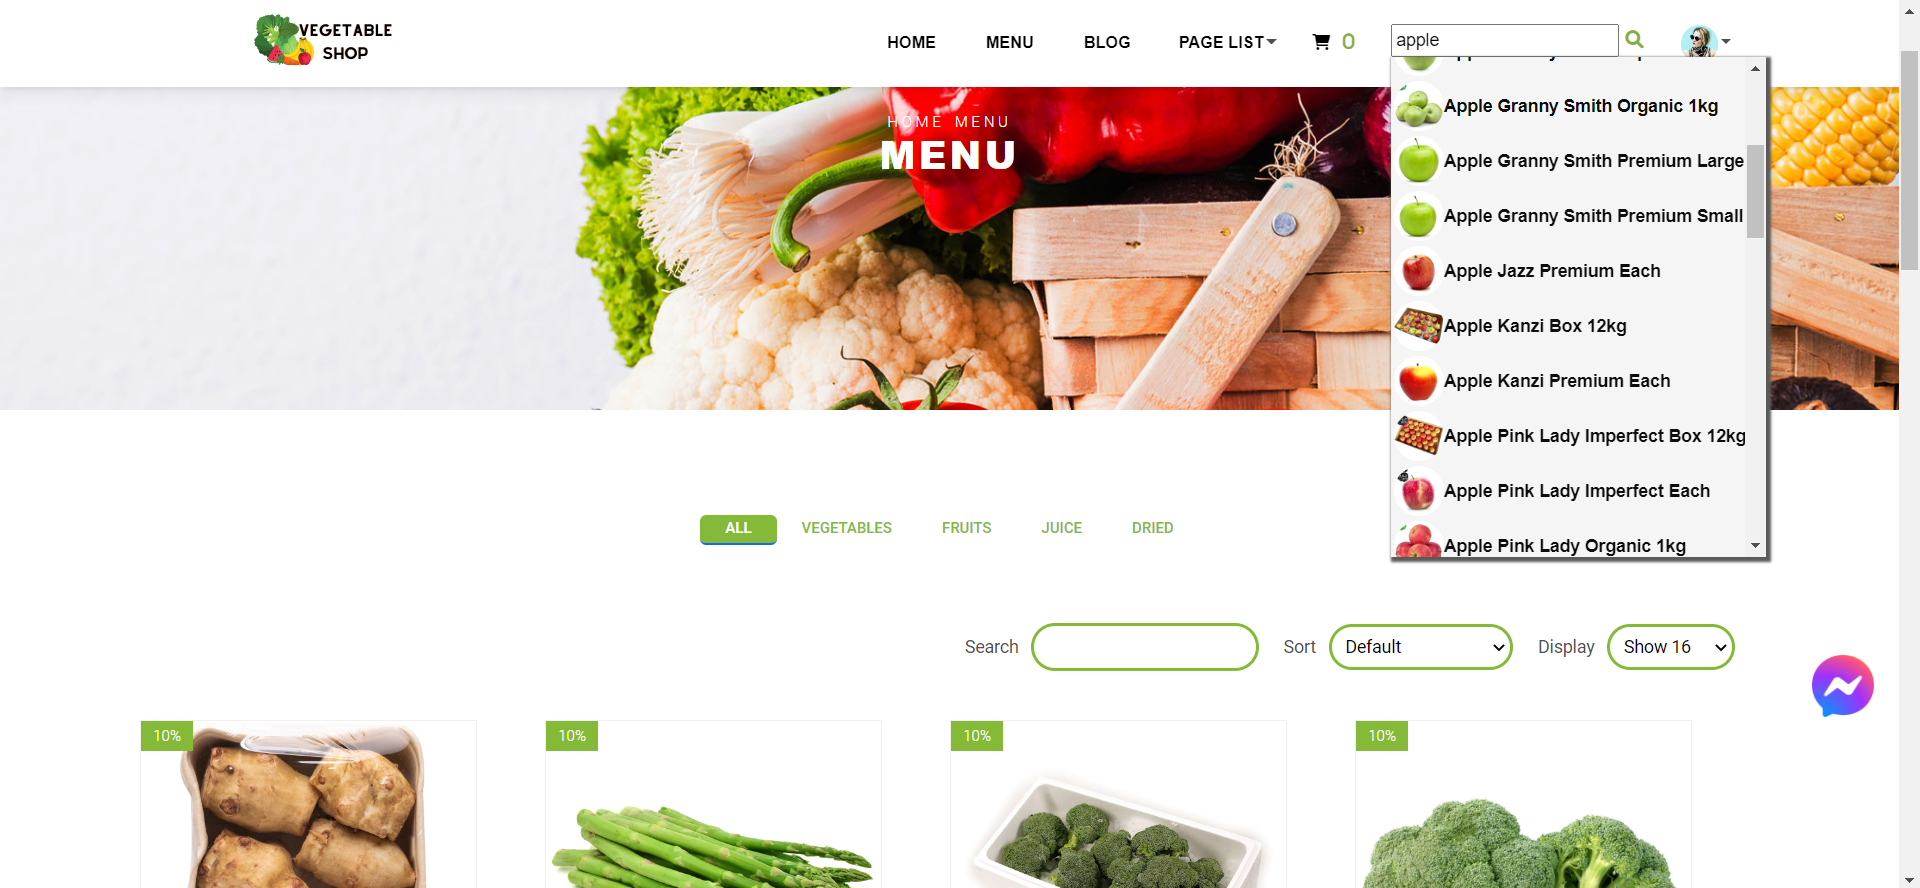 VEGETABLE
SHOP
HOME
MENU
BLOG
PAGE LIST
0
apple
HOME MENU
MENU
Apple Granny Smith Organic 1kg
Apple Granny Smith Premium Large
Apple Granny Smith Premium Small
Apple Jazz Premium Each
Apple Kanzi Box 12kg
Apple Kanzi Premium Each
Apple Pink Lady Imperfect Box 12kg
Apple Pink Lady Imperfect Each
Apple Pink Lady Organic 1kg
ALL
VEGETABLES
FRUITS
JUICE
DRIED
Search
Sort
Default
Display
Show 16
10%
10%
10%
10%